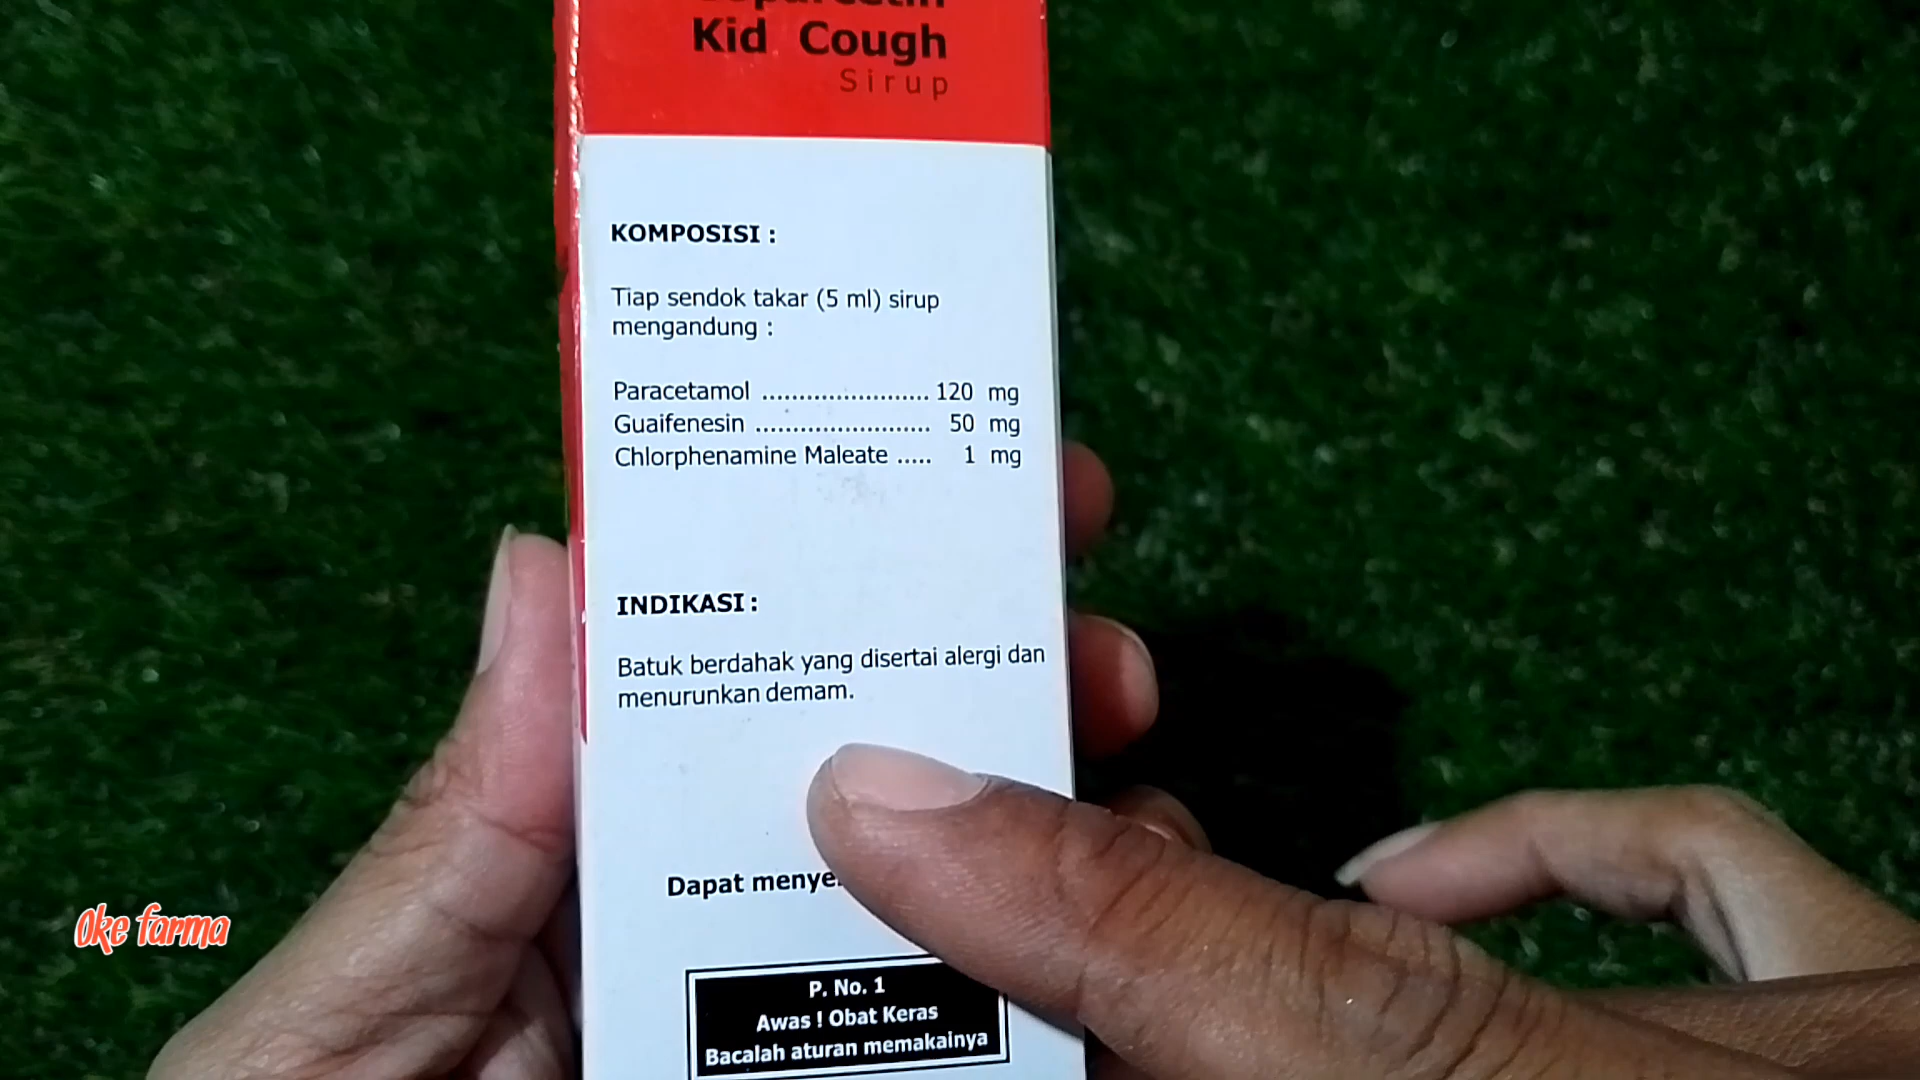 Kid Cough
Sirup
KOMPOSISI :
Tiap sendok takar (5 ml) sirup
mengandung :
Paracetamol ....................... 120 mg
Guaifenesin ........................ 50 mg
Chlorphenamine Maleate ..... 1 mg
INDIKASI :
Batuk berdahak yang disertai alergi dan
menurunkan demam.
Dapat
P. No. 1
Awas ! Obat Keras
Bacalah aturan memakainya
Oke farma